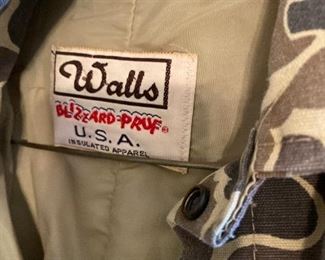 Walls
BLIZZARD-PRUF®
U.S.A.
INSULATED APPAREL